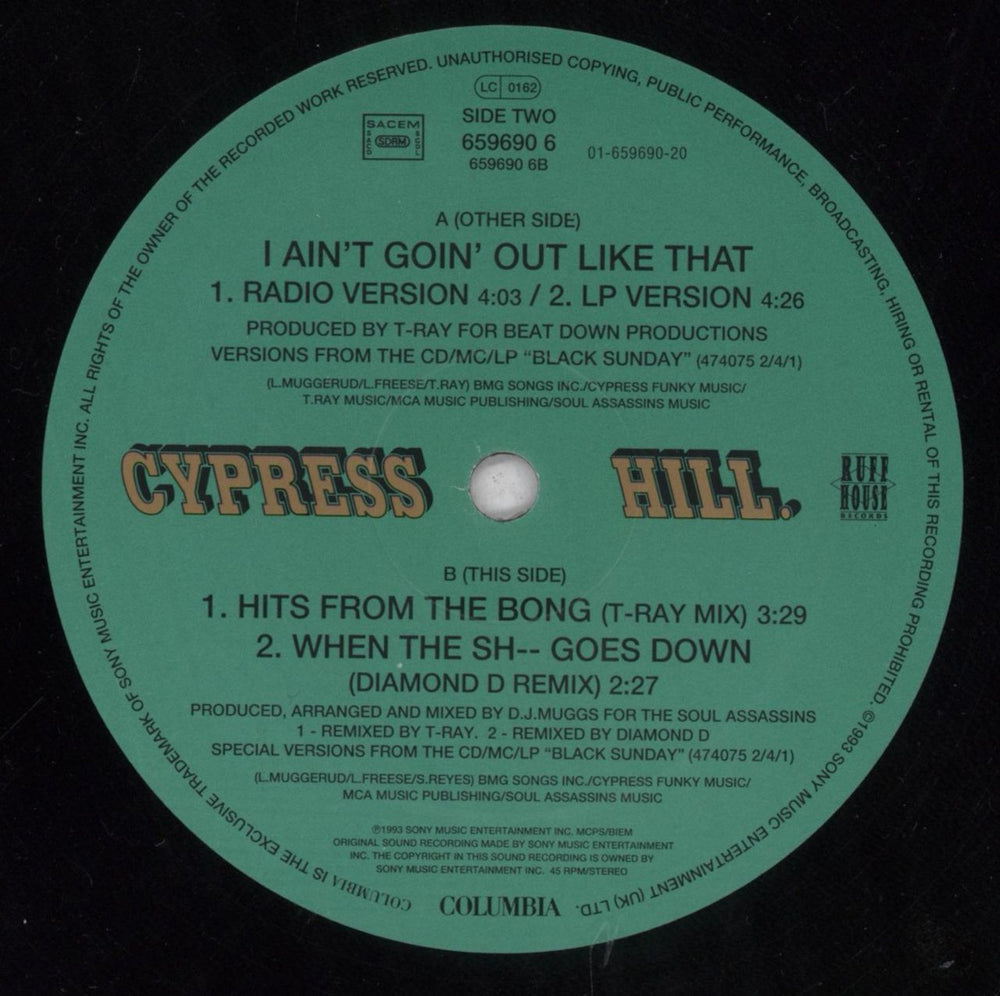 UNAUTHORISED COPYING, PUBLIC PERFORMANCE, BROADCASTING, HIRING OR RENTAL OF THIS RECORDING PROHIBITED. ©1993 SONY MUSIC ENTERTAINMENT (UK) LTD.
COLUMBIA IS THE EXCLUSIVE TRADEMARK OF SONY MUSIC ENTERTAINMENT INC. ALL RIGHTS OF THE OWNER OF THE RECORDED WORK RESERVED.
LC 0162
SIDE TWO
SACEM
SACD SDRM SCGL
659690 6
659690 6B
01-659690-20
A (OTHER SIDE)
I AIN'T GOIN' OUT LIKE THAT
1. RADIO VERSION 4:03 / 2. LP VERSION 4:26
PRODUCED BY T-RAY FOR BEAT DOWN PRODUCTIONS
VERSIONS FROM THE CD/MC/LP “BLACK SUNDAY” (474075 2/4/1)
(L.MUGGERUD/L.FREESE/T.RAY) BMG SONGS INC./CYPRESS FUNKY MUSIC/
T.RAY MUSIC/MCA MUSIC PUBLISHING/SOUL ASSASSINS MUSIC
CYPRESS HILL.
RUFF
HOUSE
RECORDS
B (THIS SIDE)
1. HITS FROM THE BONG (T-RAY MIX) 3:29
2. WHEN THE SH-- GOES DOWN
(DIAMOND D REMIX) 2:27
PRODUCED, ARRANGED AND MIXED BY D.J.MUGGS FOR THE SOUL ASSASSINS
1 - REMIXED BY T-RAY. 2 - REMIXED BY DIAMOND D
SPECIAL VERSIONS FROM THE CD/MC/LP “BLACK SUNDAY” (474075 2/4/1)
(L.MUGGERUD/L.FREESE/S.REYES) BMG SONGS INC./CYPRESS FUNKY MUSIC/
MCA MUSIC PUBLISHING/SOUL ASSASSINS MUSIC
℗1993 SONY MUSIC ENTERTAINMENT INC. MCPS/BIEM
ORIGINAL SOUND RECORDING MADE BY SONY MUSIC ENTERTAINMENT
INC. THE COPYRIGHT IN THIS SOUND RECORDING IS OWNED BY
SONY MUSIC ENTERTAINMENT INC. 45 RPM/STEREO
COLUMBIA